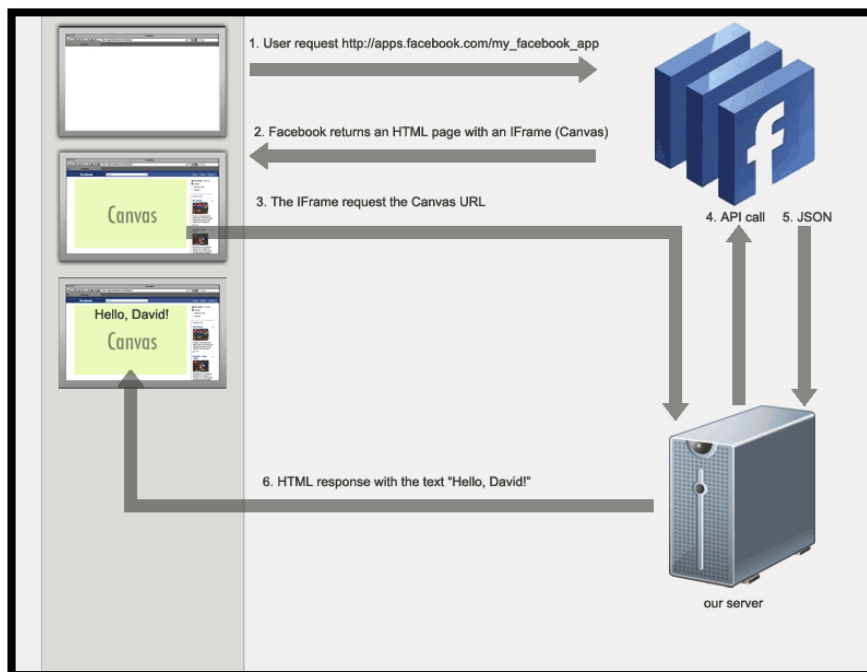 1. User request http://apps.facebook.com/my_facebook_app
2. Facebook returns an HTML page with an IFrame (Canvas)
facebook
Canvas
3. The IFrame request the Canvas URL
4. API call
5. JSON
facebook
Hello, David!
Canvas
6. HTML response with the text “Hello, David!”
our server